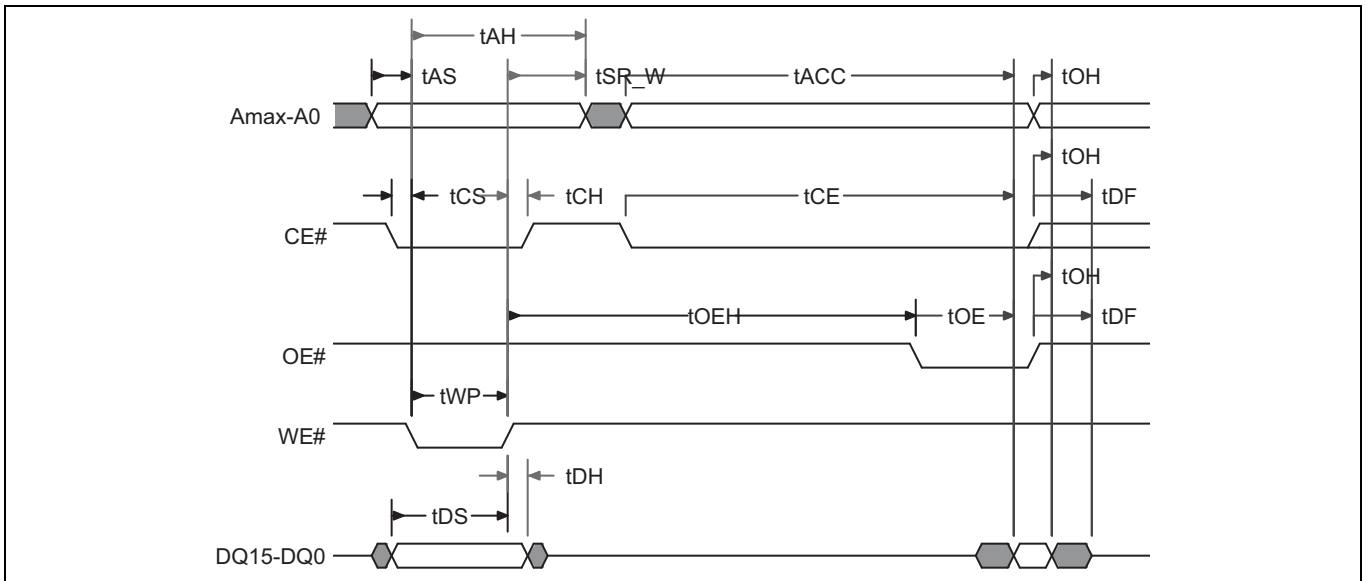 tAH
tAS tSR_W tACC tOH
Amax-A0
tOH
tCS tCH tCE tDF
CE#
tOH
tOEH tOE tDF
OE#
tWP
WE#
tDH
tDS
DQ15-DQ0